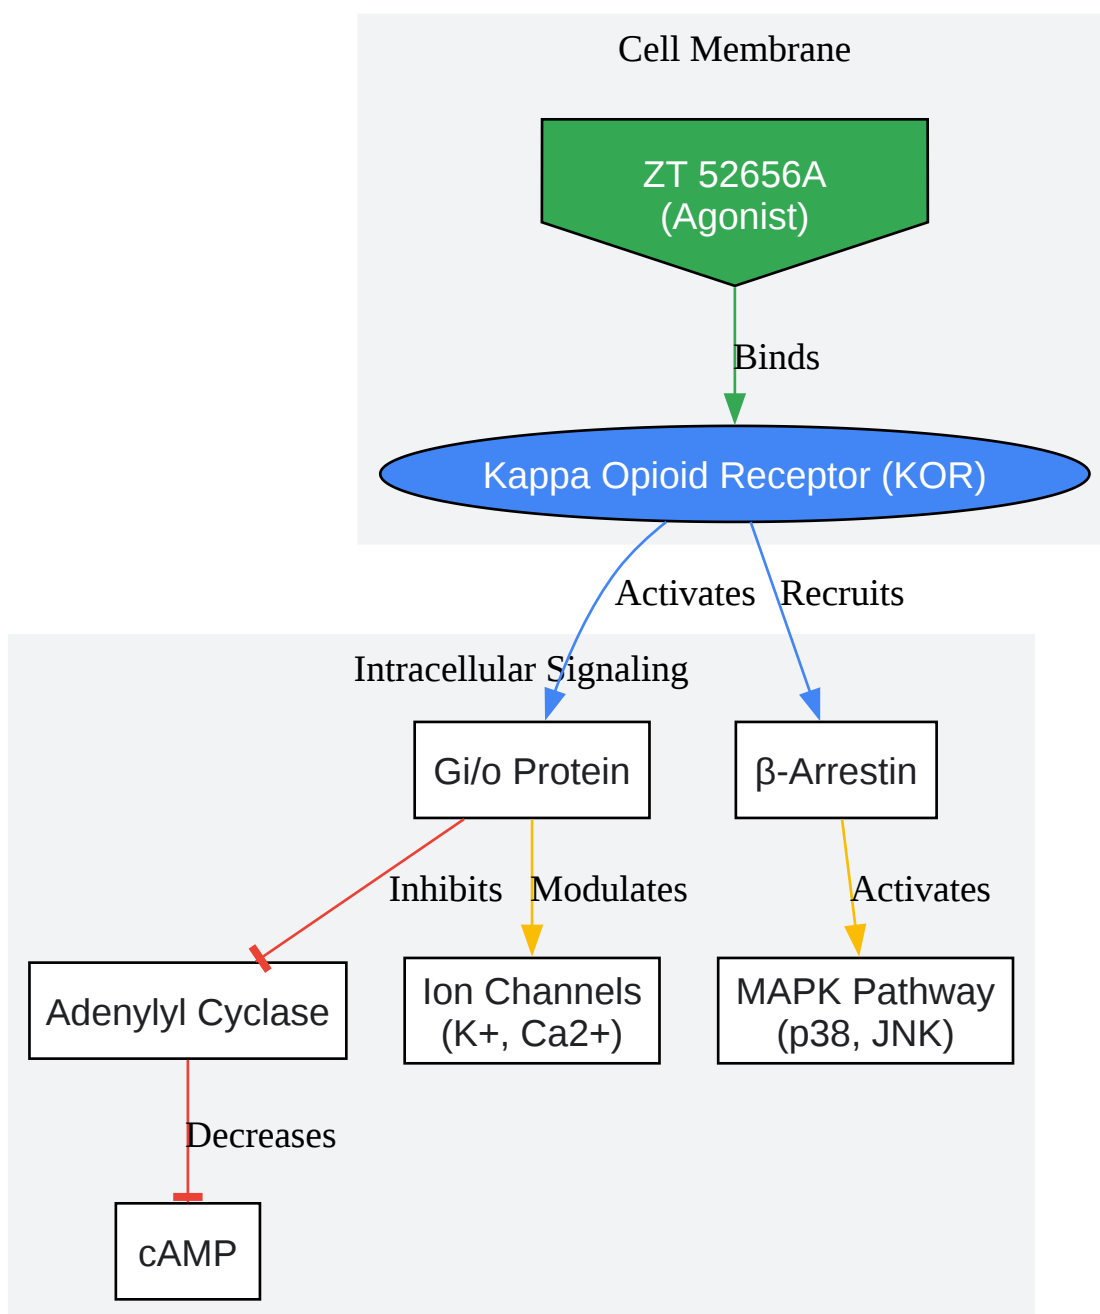 Cell Membrane
ZT 52656A
(Agonist)
Binds
Kappa Opioid Receptor (KOR)
Activates
Recruits
Intracellular Signaling
Gi/o Protein
β-Arrestin
Inhibits
Modulates
Activates
Adenylyl Cyclase
Ion Channels
(K+, Ca2+)
MAPK Pathway
(p38, JNK)
Decreases
cAMP